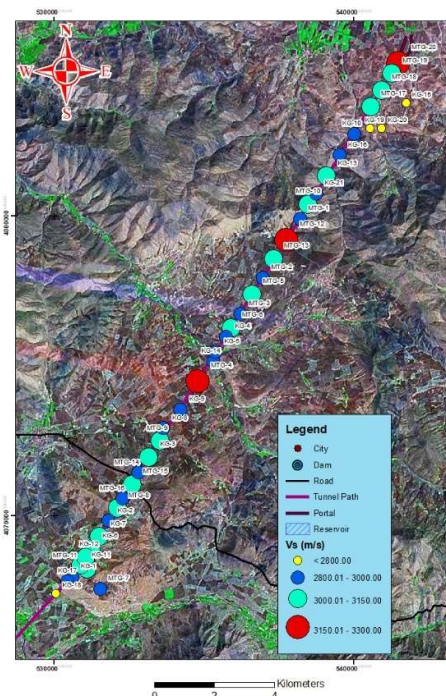 530000
540000
N
W
E
S
MTG-20
MTG-19
MTG-18
KG-15
MTG-17
KG-19
KG-20
KG-16
KG-18
KG-13
KG-21
MTG-10
MTG-1
MTG-12
MTG-13
MTG-2
MTG-5
MTG-3
MTG-6
KG-4
KG-5
KG-14
MTG-4
KG-9
KG-8
MTG-9
KG-3
MTG-14
MTG-15
MTG-16
MTG-8
KG-2
KG-7
KG-6
KG-12
KG-11
MTG-11
KG-1
KG-17
KG-10
MTG-7
4080000
4070000
Legend
City
Dam
Road
Tunnel Path
Portal
Reservoir
Vs (m/s)
< 2800.00
2800.01 - 3000.00
3000.01 - 3150.00
3150.01 - 3300.00
530000
540000
Kilometers
0 2 4